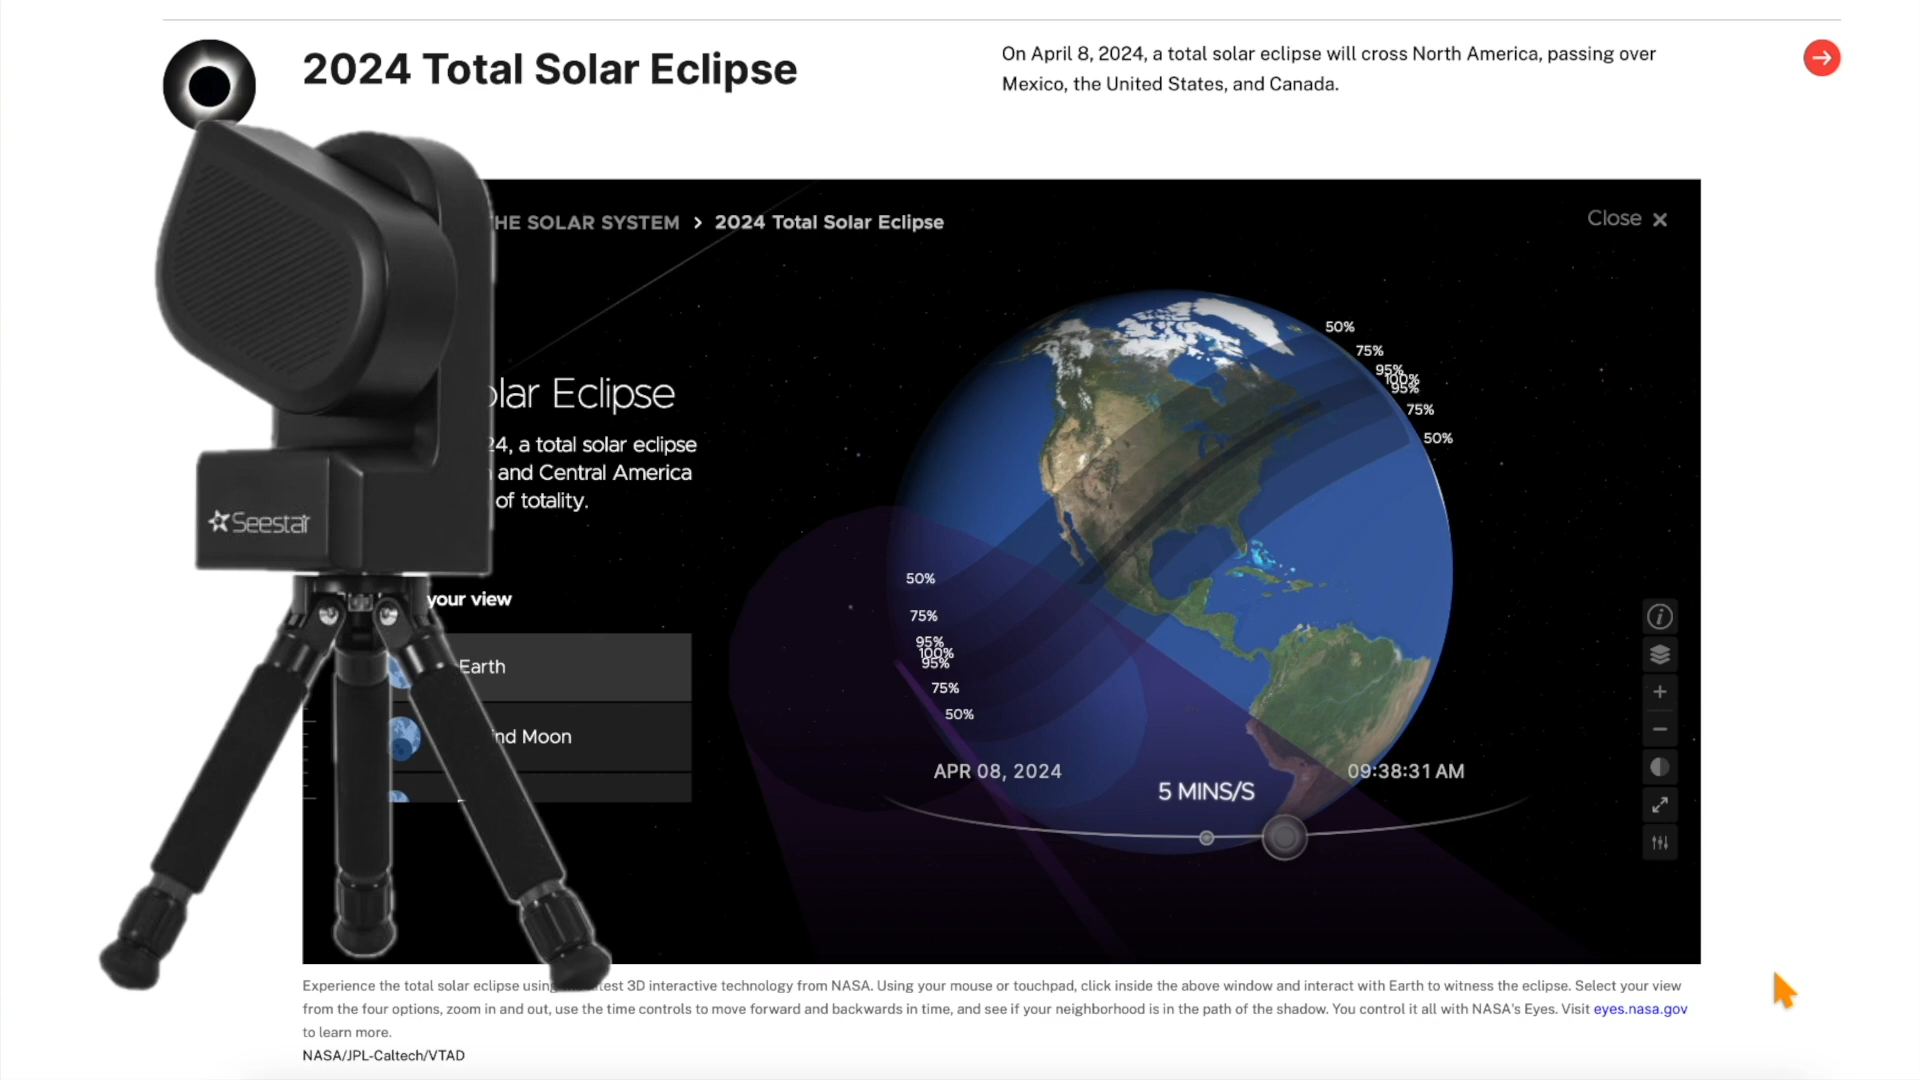 2024 Total Solar Eclipse
On April 8, 2024, a total solar eclipse will cross North America, passing over
Mexico, the United States, and Canada.
HE SOLAR SYSTEM > 2024 Total Solar Eclipse
Close ×
lar Eclipse
24, a total solar eclipse
and Central America
of totality.
Seestar
your view
Earth
nd Moon
50%
75%
95%
100%
95%
75%
50%
50%
75%
95%
100%
95%
75%
50%
APR 08, 2024
09:38:31 AM
5 MINS/S
Experience the total solar eclipse using test 3D interactive technology from NASA. Using your mouse or touchpad, click inside the above window and interact with Earth to witness the eclipse. Select your view
from the four options, zoom in and out, use the time controls to move forward and backwards in time, and see if your neighborhood is in the path of the shadow. You control it all with NASA's Eyes. Visit eyes.nasa.gov
to learn more.
NASA/JPL-Caltech/VTAD